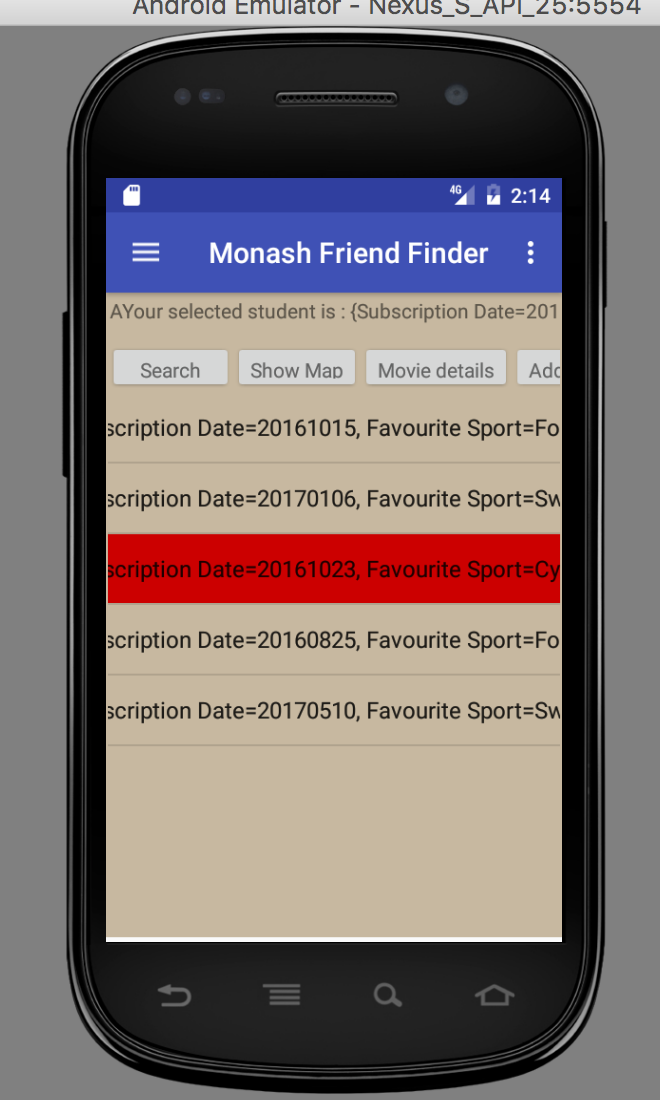 Android Emulator - Nexus_S_API_25:5554
4G 2:14
Monash Friend Finder
AYour selected student is : {Subscription Date=201
Search Show Map Movie details Add
scription Date=20161015, Favourite Sport=Fo
scription Date=20170106, Favourite Sport=Sw
scription Date=20161023, Favourite Sport=Cy
scription Date=20160825, Favourite Sport=Fo
scription Date=20170510, Favourite Sport=Sw